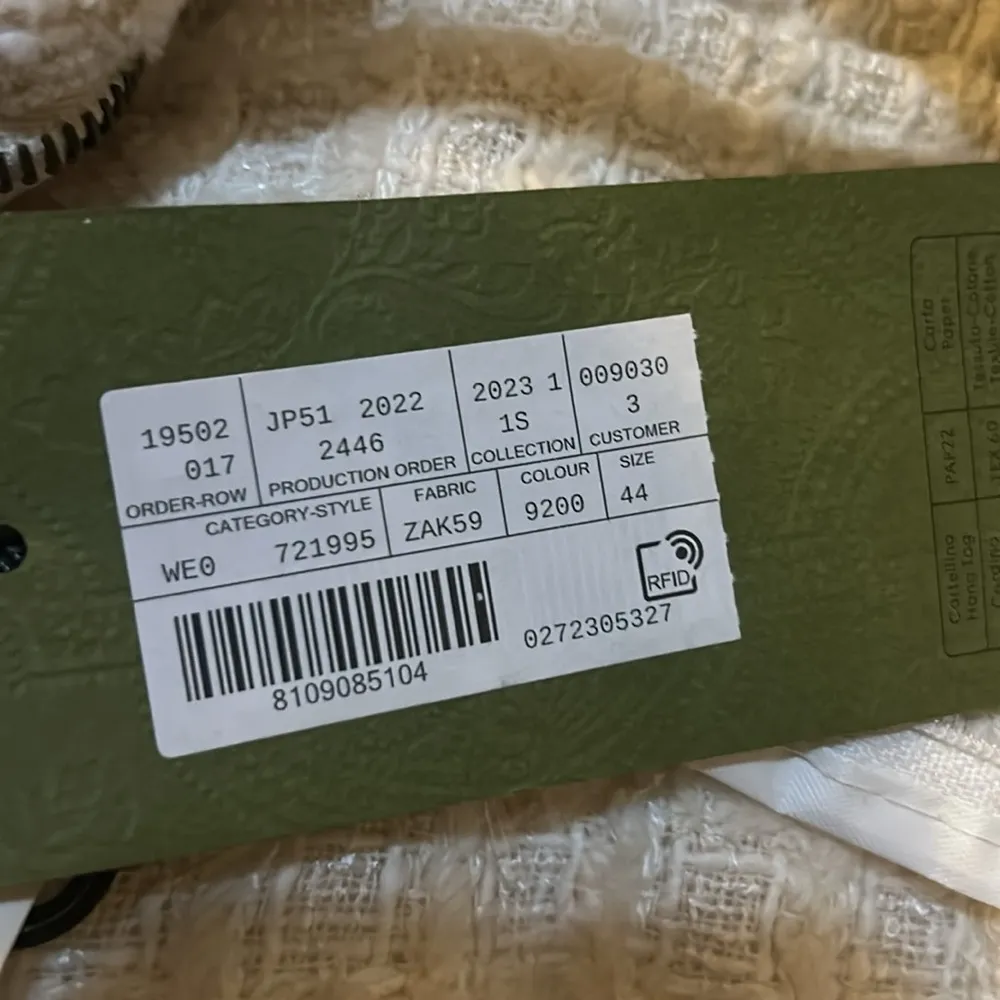 19502
017
ORDER-ROW
JP51 2022
2446
PRODUCTION ORDER
2023 1
1S
COLLECTION
009030
3
CUSTOMER
CATEGORY-STYLE
WE0 721995
FABRIC
ZAK59
COLOUR
9200
SIZE
44
8109085104
RFID
0272305327
Carta
Paper
Tessuto-Cotone
Textile-Cotton
PAP22
TEX 60
Cartellino
Hang Tag